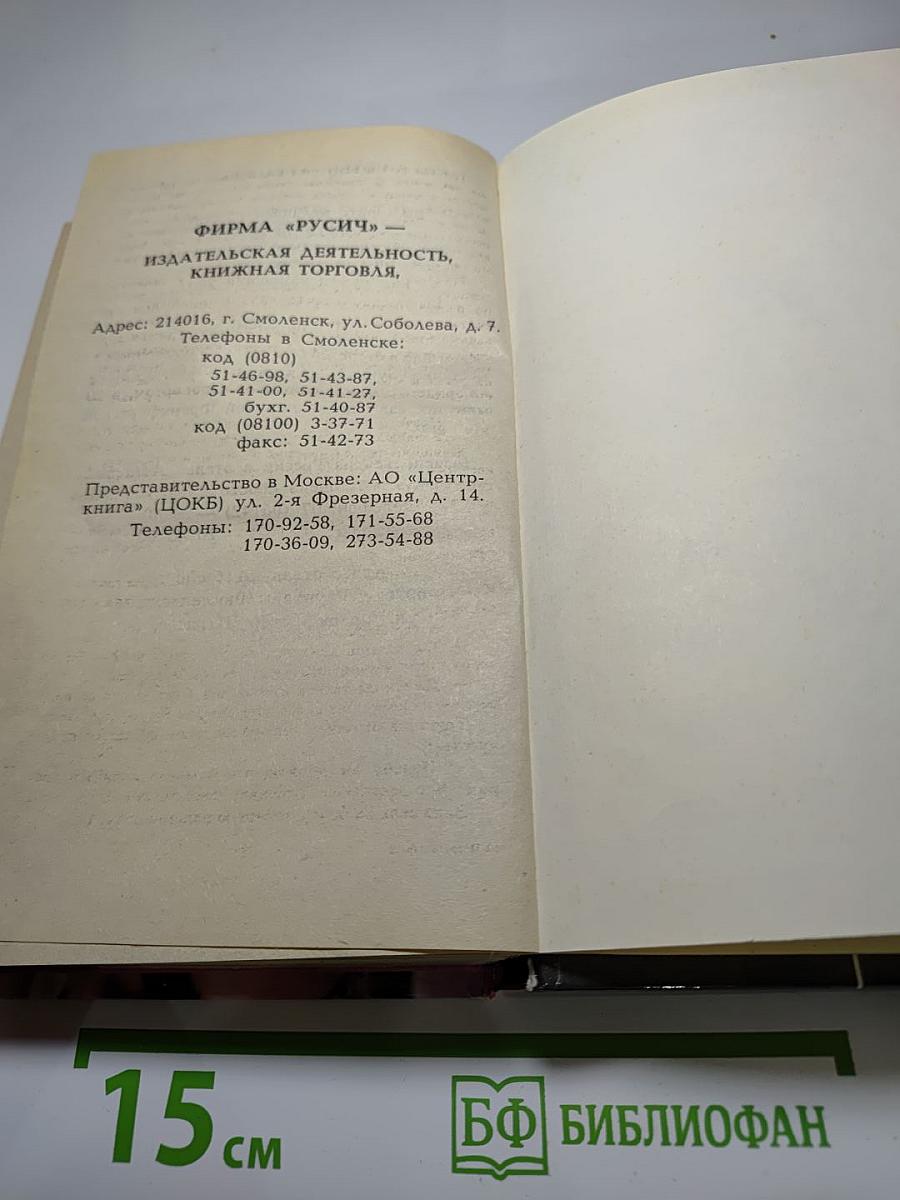 ФИРМА «РУСИЧ» —
ИЗДАТЕЛЬСКАЯ ДЕЯТЕЛЬНОСТЬ,
КНИЖНАЯ ТОРГОВЛЯ,
Адрес: 214016, г. Смоленск, ул. Соболева, д. 7.
Телефоны в Смоленске:
код (0810)
51-46-98, 51-43-87,
51-41-00, 51-41-27,
бухг. 51-40-87
код (08100) 3-37-71
факс: 51-42-73
Представительство в Москве: АО «Центр-
книга» (ЦОКБ) ул. 2-я Фрезерная, д. 14.
Телефоны: 170-92-58, 171-55-68
170-36-09, 273-54-88
15 см
БФ БИБЛИОФАН